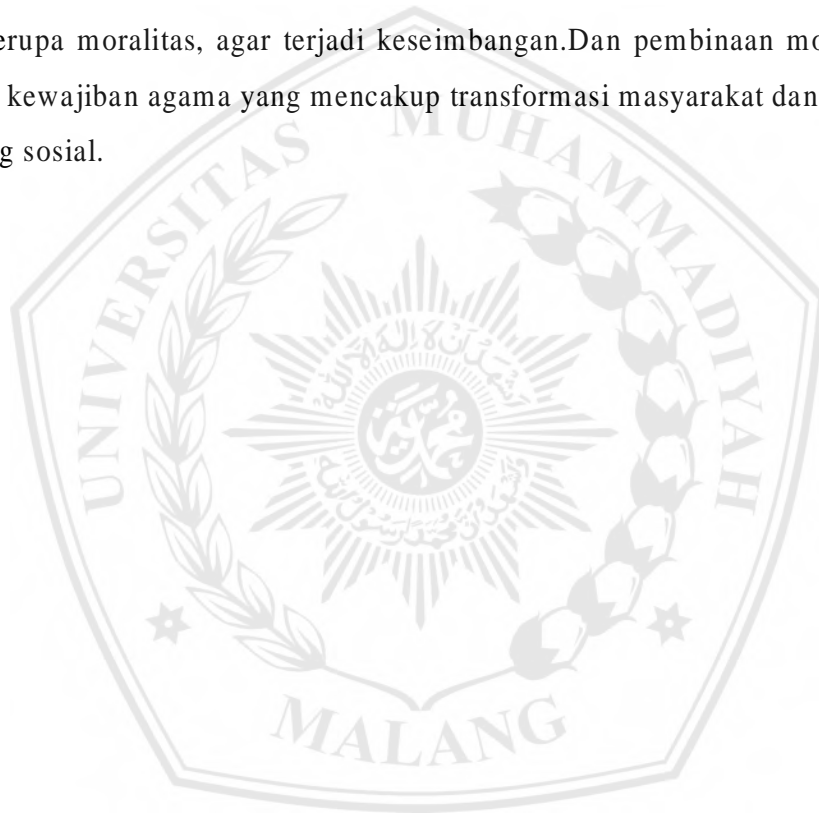 erupa moralitas, agar terjadi keseimbangan.Dan pembinaan mo
kewajiban agama yang mencakup transformasi masyarakat dan
g sosial.
UNIVERSITAS MUHAMMADIYAH
MALANG